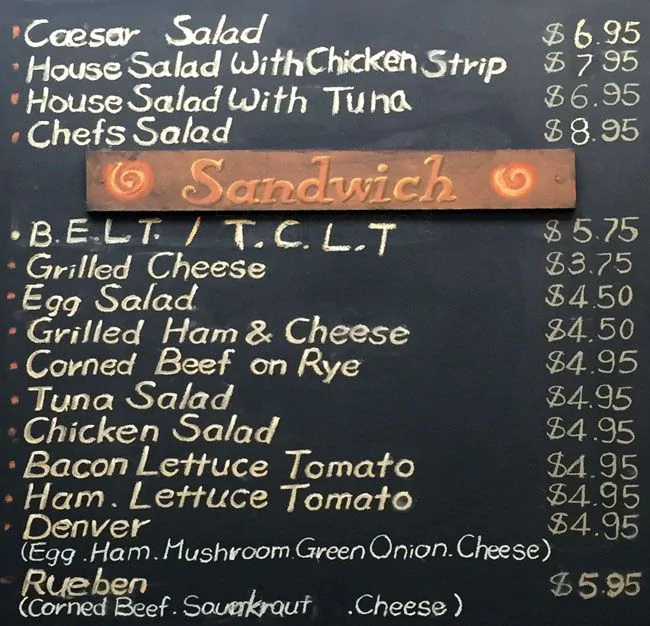 Caesar Salad $6.95
House Salad With Chicken Strip $7.95
House Salad With Tuna $6.95
Chefs Salad $8.95
Sandwich
B.E.L.T. / T.C.L.T $5.75
Grilled Cheese $3.75
Egg Salad $4.50
Grilled Ham & Cheese $4.50
Corned Beef on Rye $4.95
Tuna Salad $4.95
Chicken Salad $4.95
Bacon Lettuce Tomato $4.95
Ham. Lettuce Tomato $4.95
Denver $4.95
(Egg.Ham.Mushroom.Green Onion.Cheese)
Rueben $5.95
(Corned Beef. Sauerkraut .Cheese)